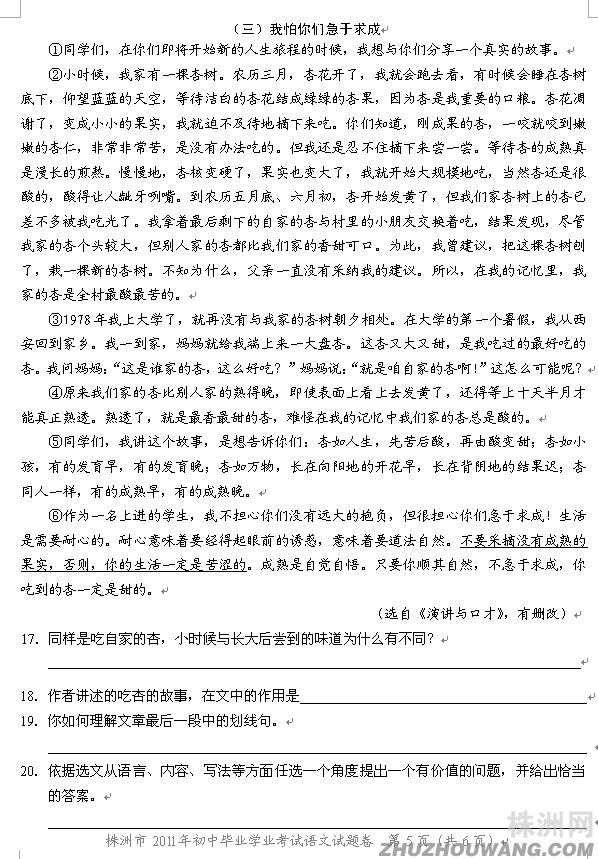 （三）我怕你们急于求成
①同学们，在你们即将开始新的人生旅程的时候，我想与你们分享一个真实的故事。
②小时候，我家有一棵杏树。农历三月，杏花开了，我就会跑去看，有时候会睡在杏树
底下，仰望蓝蓝的天空，等待洁白的杏花结成绿绿的杏果，因为杏是我重要的口粮。杏花凋
谢了，变成小小的果实，我就迫不及待地摘下来吃。你们知道，刚成果的杏，一咬就咬到嫩
嫩的杏仁，非常非常苦，是没有办法吃的。但我还是忍不住摘下来尝一尝。等待杏的成熟真
是漫长的煎熬。慢慢地，杏核变硬了，果实也变大了，我就开始大规模地吃，当然杏还是很
酸的，酸得让人龇牙咧嘴。到农历五月底、六月初，杏开始发黄了，但我们家杏树上的杏已
差不多被我吃光了。我拿着最后剩下的自家的杏与村里的小朋友交换着吃，结果发现，尽管
我家的杏个头较大，但别人家的杏都比我们家的香甜可口。为此，我曾建议，把这棵杏树刨
了，栽一棵新的杏树。不知为什么，父亲一直没有采纳我的建议。所以，在我的记忆里，我
家的杏是全村最酸最苦的。
③1978年我上大学了，就再没有与我家的杏树朝夕相处。在大学的第一个暑假，我从西
安回到家乡。我一到家，妈妈就给我端上来一大盘杏。这杏又大又甜，是我吃过的最好吃的
杏。我问妈妈：“这是谁家的杏，这么好吃？”妈妈说：“就是咱自家的杏啊！”这怎么可能呢？
④原来我们家的杏比别人家的熟得晚，即使表面上看上去发黄了，还得等上十天半月才
能真正熟透。熟透了，就是最香最甜的杏，难怪在我的记忆中我们家的杏总是酸的。
⑤同学们，我讲这个故事，是想告诉你们：杏如人生，先苦后酸，再由酸变甜；杏如小
孩，有的发育早，有的发育晚；杏如万物，长在向阳地的开花早，长在背阴地的结果迟；杏
同人一样，有的成熟早，有的成熟晚。
⑥作为一名上进的学生，我不担心你们没有远大的抱负，但很担心你们急于求成！生活
是需要耐心的。耐心意味着要经得起眼前的诱惑，意味着要道法自然。不要采摘没有成熟的
果实，否则，你的生活一定是苦涩的。成熟是自觉自悟。只要你顺其自然，不急于求成，你
吃到的杏一定是甜的。
（选自《演讲与口才》，有删改）
17. 同样是吃自家的杏，小时候与长大后尝到的味道为什么有不同？
18. 作者讲述的吃杏的故事，在文中的作用是
19. 你如何理解文章最后一段中的划线句。
20. 依据选文从语言、内容、写法等方面任选一个角度提出一个有价值的问题，并给出恰当
的答案。
株洲市 2011年初中毕业学业考试语文试题卷 第5页（共6页）
株洲网
WWW.ZHUZHOUWANG.COM